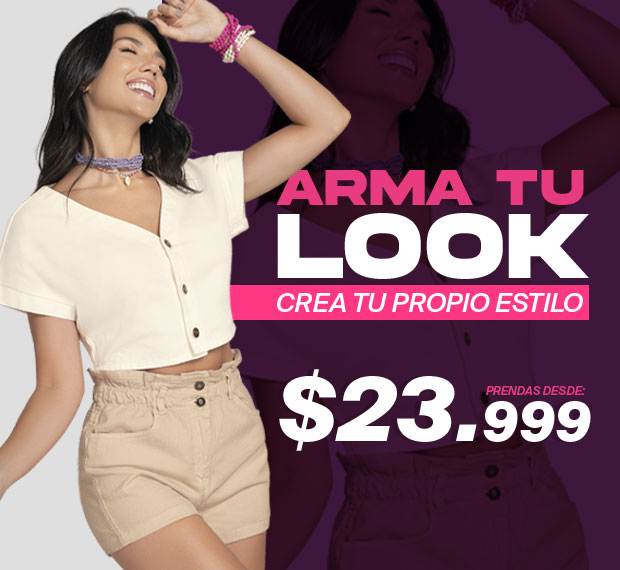 ARMA TU
LOOK
CREA TU PROPIO ESTILO
PRENDAS DESDE:
$23.999